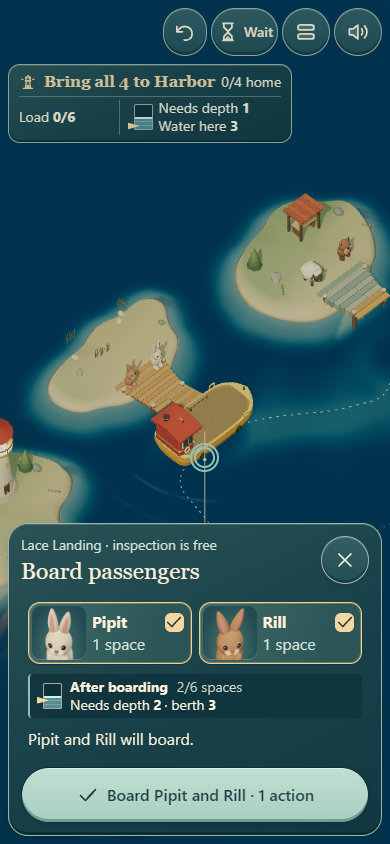 Wait
Bring all 4 to Harbor 0/4 home
Load 0/6
Needs depth 1
Water here 3
Lace Landing · inspection is free
Board passengers
Pipit
1 space
Rill
1 space
After boarding 2/6 spaces
Needs depth 2 · berth 3
Pipit and Rill will board.
Board Pipit and Rill · 1 action